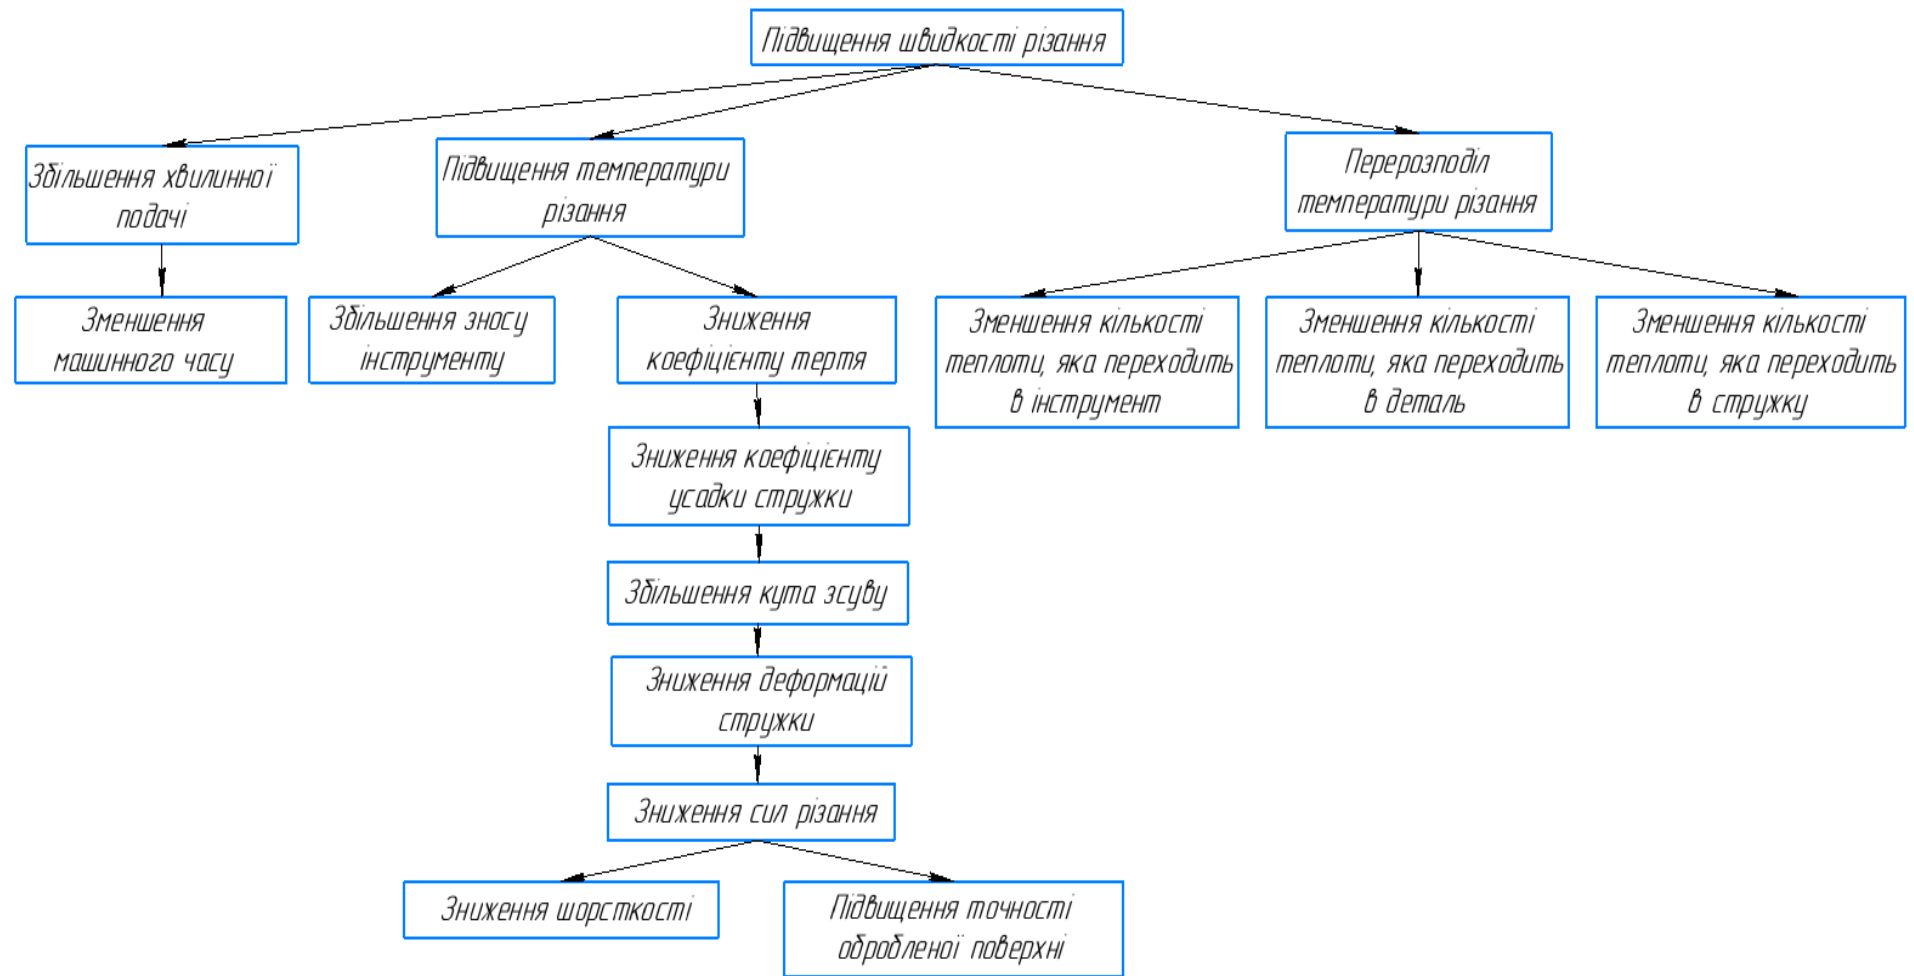 Підвищення швидкості різання
Збільшення хвилинної
подачі
Підвищення температури
різання
Перерозподіл
температури різання
Зменшення
машинного часу
Збільшення зносу
інструменту
Зниження
коефіцієнту тертя
Зменшення кількості
теплоти, яка переходить
в інструмент
Зменшення кількості
теплоти, яка переходить
в деталь
Зменшення кількості
теплоти, яка переходить
в стружку
Зниження коефіцієнту
усадки стружки
Збільшення кута зсуву
Зниження деформацій
стружки
Зниження сил різання
Зниження шорсткості
Підвищення точності
обробленої поверхні